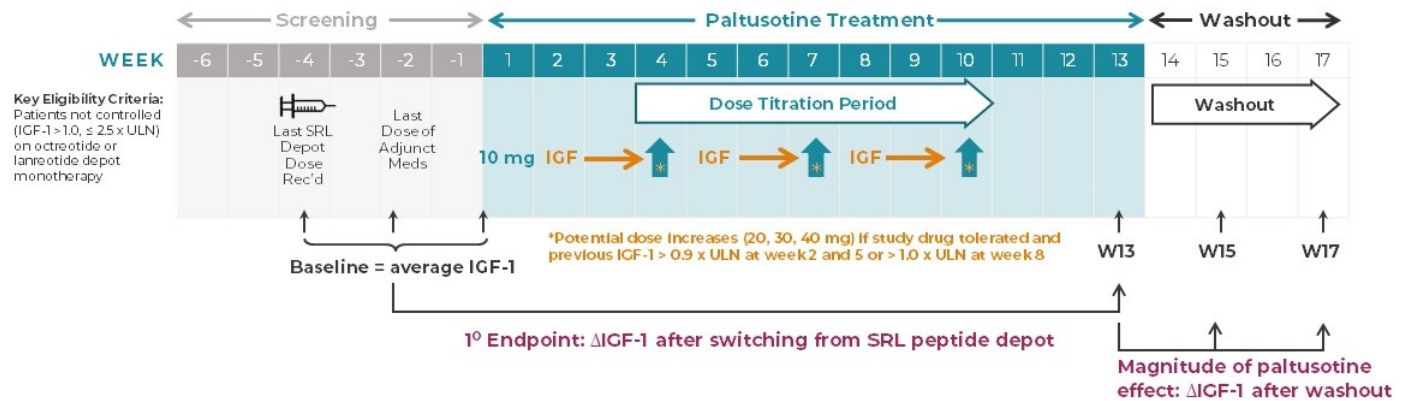 Screening
Paltusotine Treatment
Washout
WEEK -6 -5 -4 -3 -2 -1 1 2 3 4 5 6 7 8 9 10 11 12 13 14 15 16 17
Key Eligibility Criteria:
Patients not controlled
(IGF-1 >1.0, ≤ 2.5 x ULN)
on octreotide or
lanreotide depot
monotherapy
Last SRL
Depot
Dose
Rec'd
Last
Dose of
Adjunct
Meds
Dose Titration Period
Washout
10 mg IGF * IGF * IGF *
Baseline = average IGF-1
*Potential dose increases (20, 30, 40 mg) if study drug tolerated and
previous IGF-1 > 0.9 x ULN at week 2 and 5 or > 1.0 x ULN at week 8
W13 W15 W17
1⁰ Endpoint: ΔIGF-1 after switching from SRL peptide depot
Magnitude of paltusotine
effect: ΔIGF-1 after washout